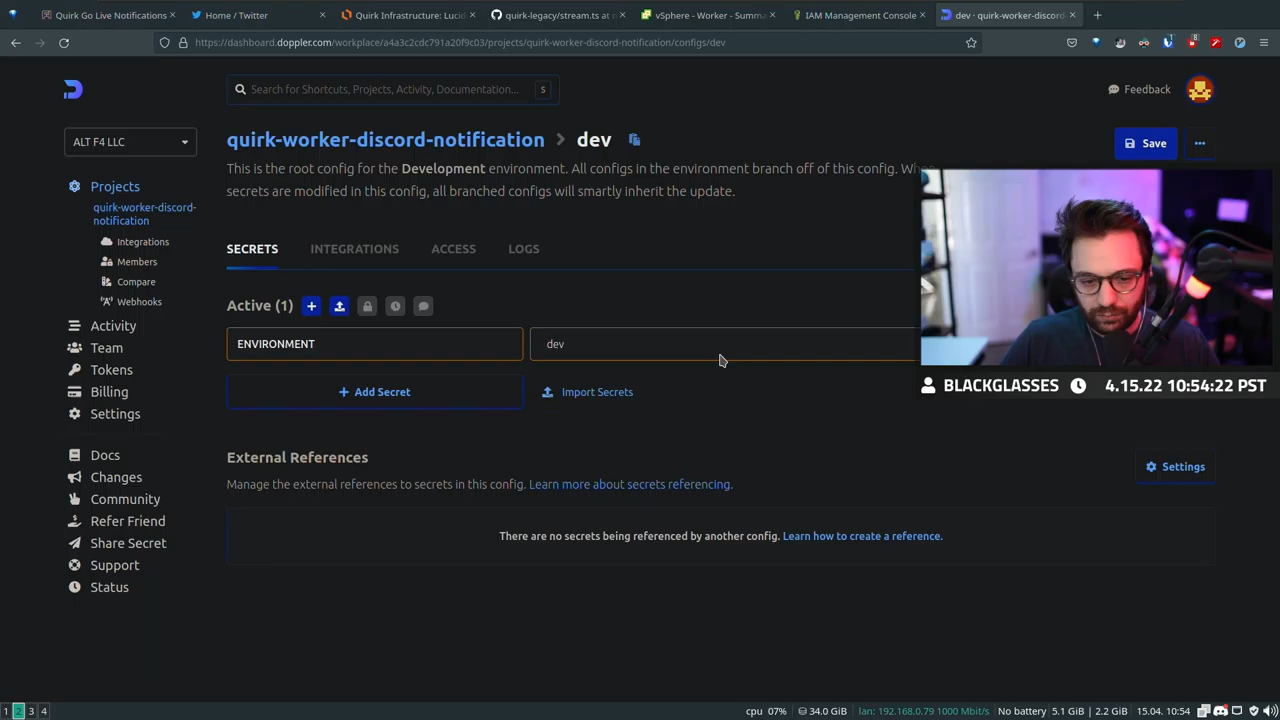 Quirk Go Live Notifications
Home / Twitter
Quirk Infrastructure: Lucid
quirk-legacy/stream.ts at
vSphere - Worker - Summa
IAM Management Console
dev · quirk-worker-discord-
https://dashboard.doppler.com/workplace/a4a3c2cdc791a20f9c03/projects/quirk-worker-discord-notification/configs/dev
Search for Shortcuts, Projects, Activity, Documentation...
S
Feedback
ALT F4 LLC
quirk-worker-discord-notification > dev
Save
This is the root config for the Development environment. All configs in the environment branch off of this config. When
secrets are modified in this config, all branched configs will smartly inherit the update.
Projects
quirk-worker-discord-
notification
Integrations
Members
Compare
Webhooks
Activity
Team
Tokens
Billing
Settings
Docs
Changes
Community
Refer Friend
Share Secret
Support
Status
SECRETS
INTEGRATIONS
ACCESS
LOGS
Active (1)
ENVIRONMENT
dev
+ Add Secret
Import Secrets
BLACKGLASSES
4.15.22 10:54:22 PST
External References
Settings
Manage the external references to secrets in this config. Learn more about secrets referencing.
There are no secrets being referenced by another config. Learn how to create a reference.
1 2 3 4
cpu 07%
34.0 GiB
lan: 192.168.0.79 1000 Mbit/s
No battery
5.1 GiB | 2.2 GiB
15.04. 10:54